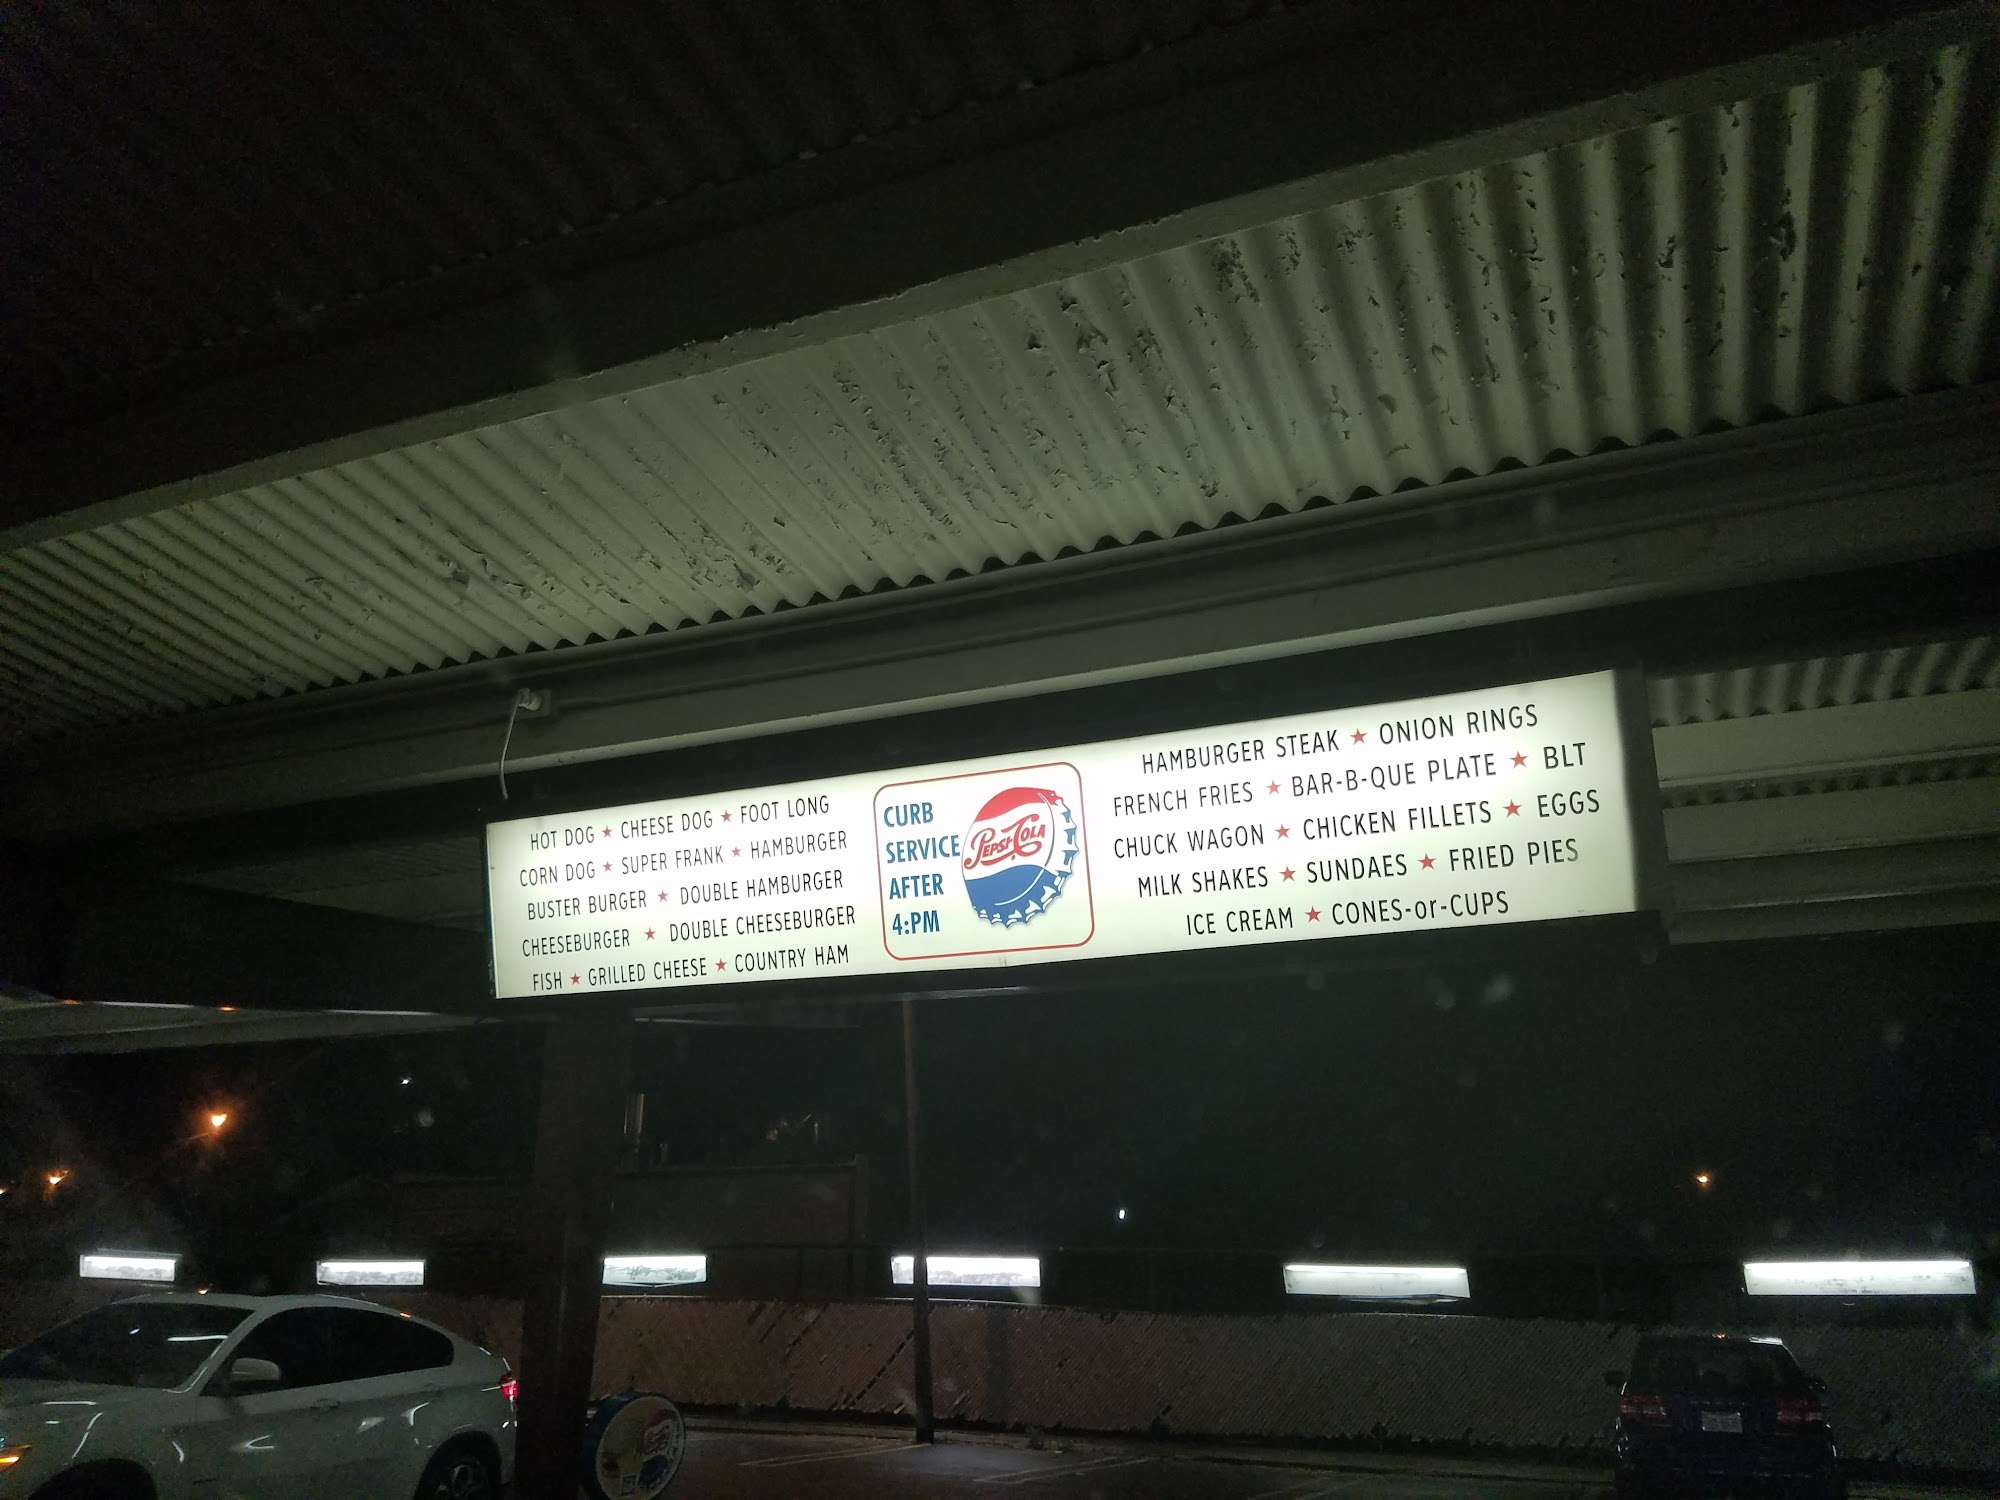 HOT DOG ★ CHEESE DOG ★ FOOT LONG
CORN DOG ★ SUPER FRANK ★ HAMBURGER
BUSTER BURGER ★ DOUBLE HAMBURGER
CHEESEBURGER ★ DOUBLE CHEESEBURGER
FISH ★ GRILLED CHEESE ★ COUNTRY HAM
CURB
SERVICE
AFTER
4:PM
PEPSI-COLA
HAMBURGER STEAK ★ ONION RINGS
FRENCH FRIES ★ BAR-B-QUE PLATE ★ BLT
CHUCK WAGON ★ CHICKEN FILLETS ★ EGGS
MILK SHAKES ★ SUNDAES ★ FRIED PIES
ICE CREAM ★ CONES-or-CUPS